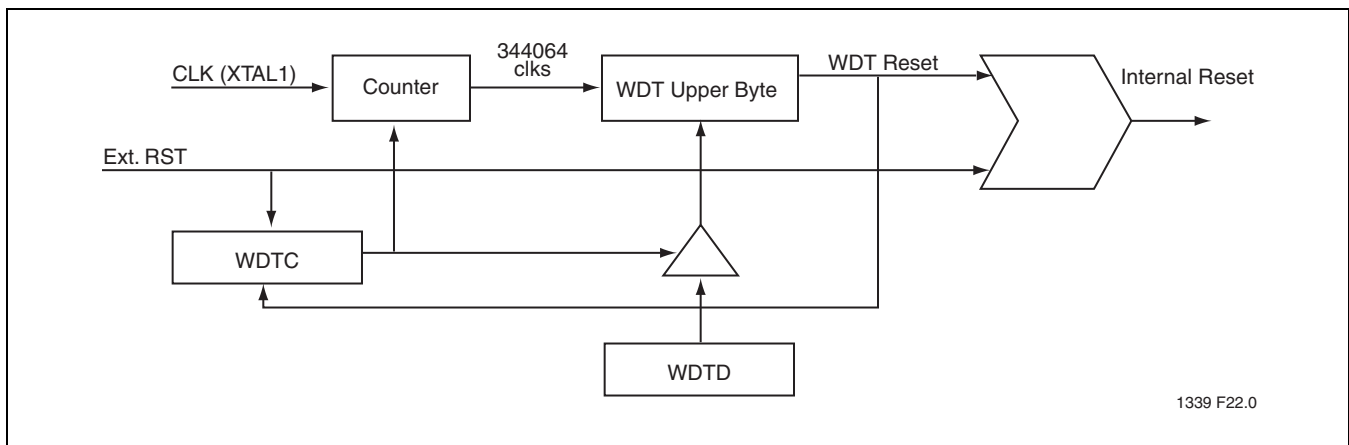 344064
clks
CLK (XTAL1)
Counter
WDT Upper Byte
WDT Reset
Internal Reset
Ext. RST
WDTC
WDTD
1339 F22.0